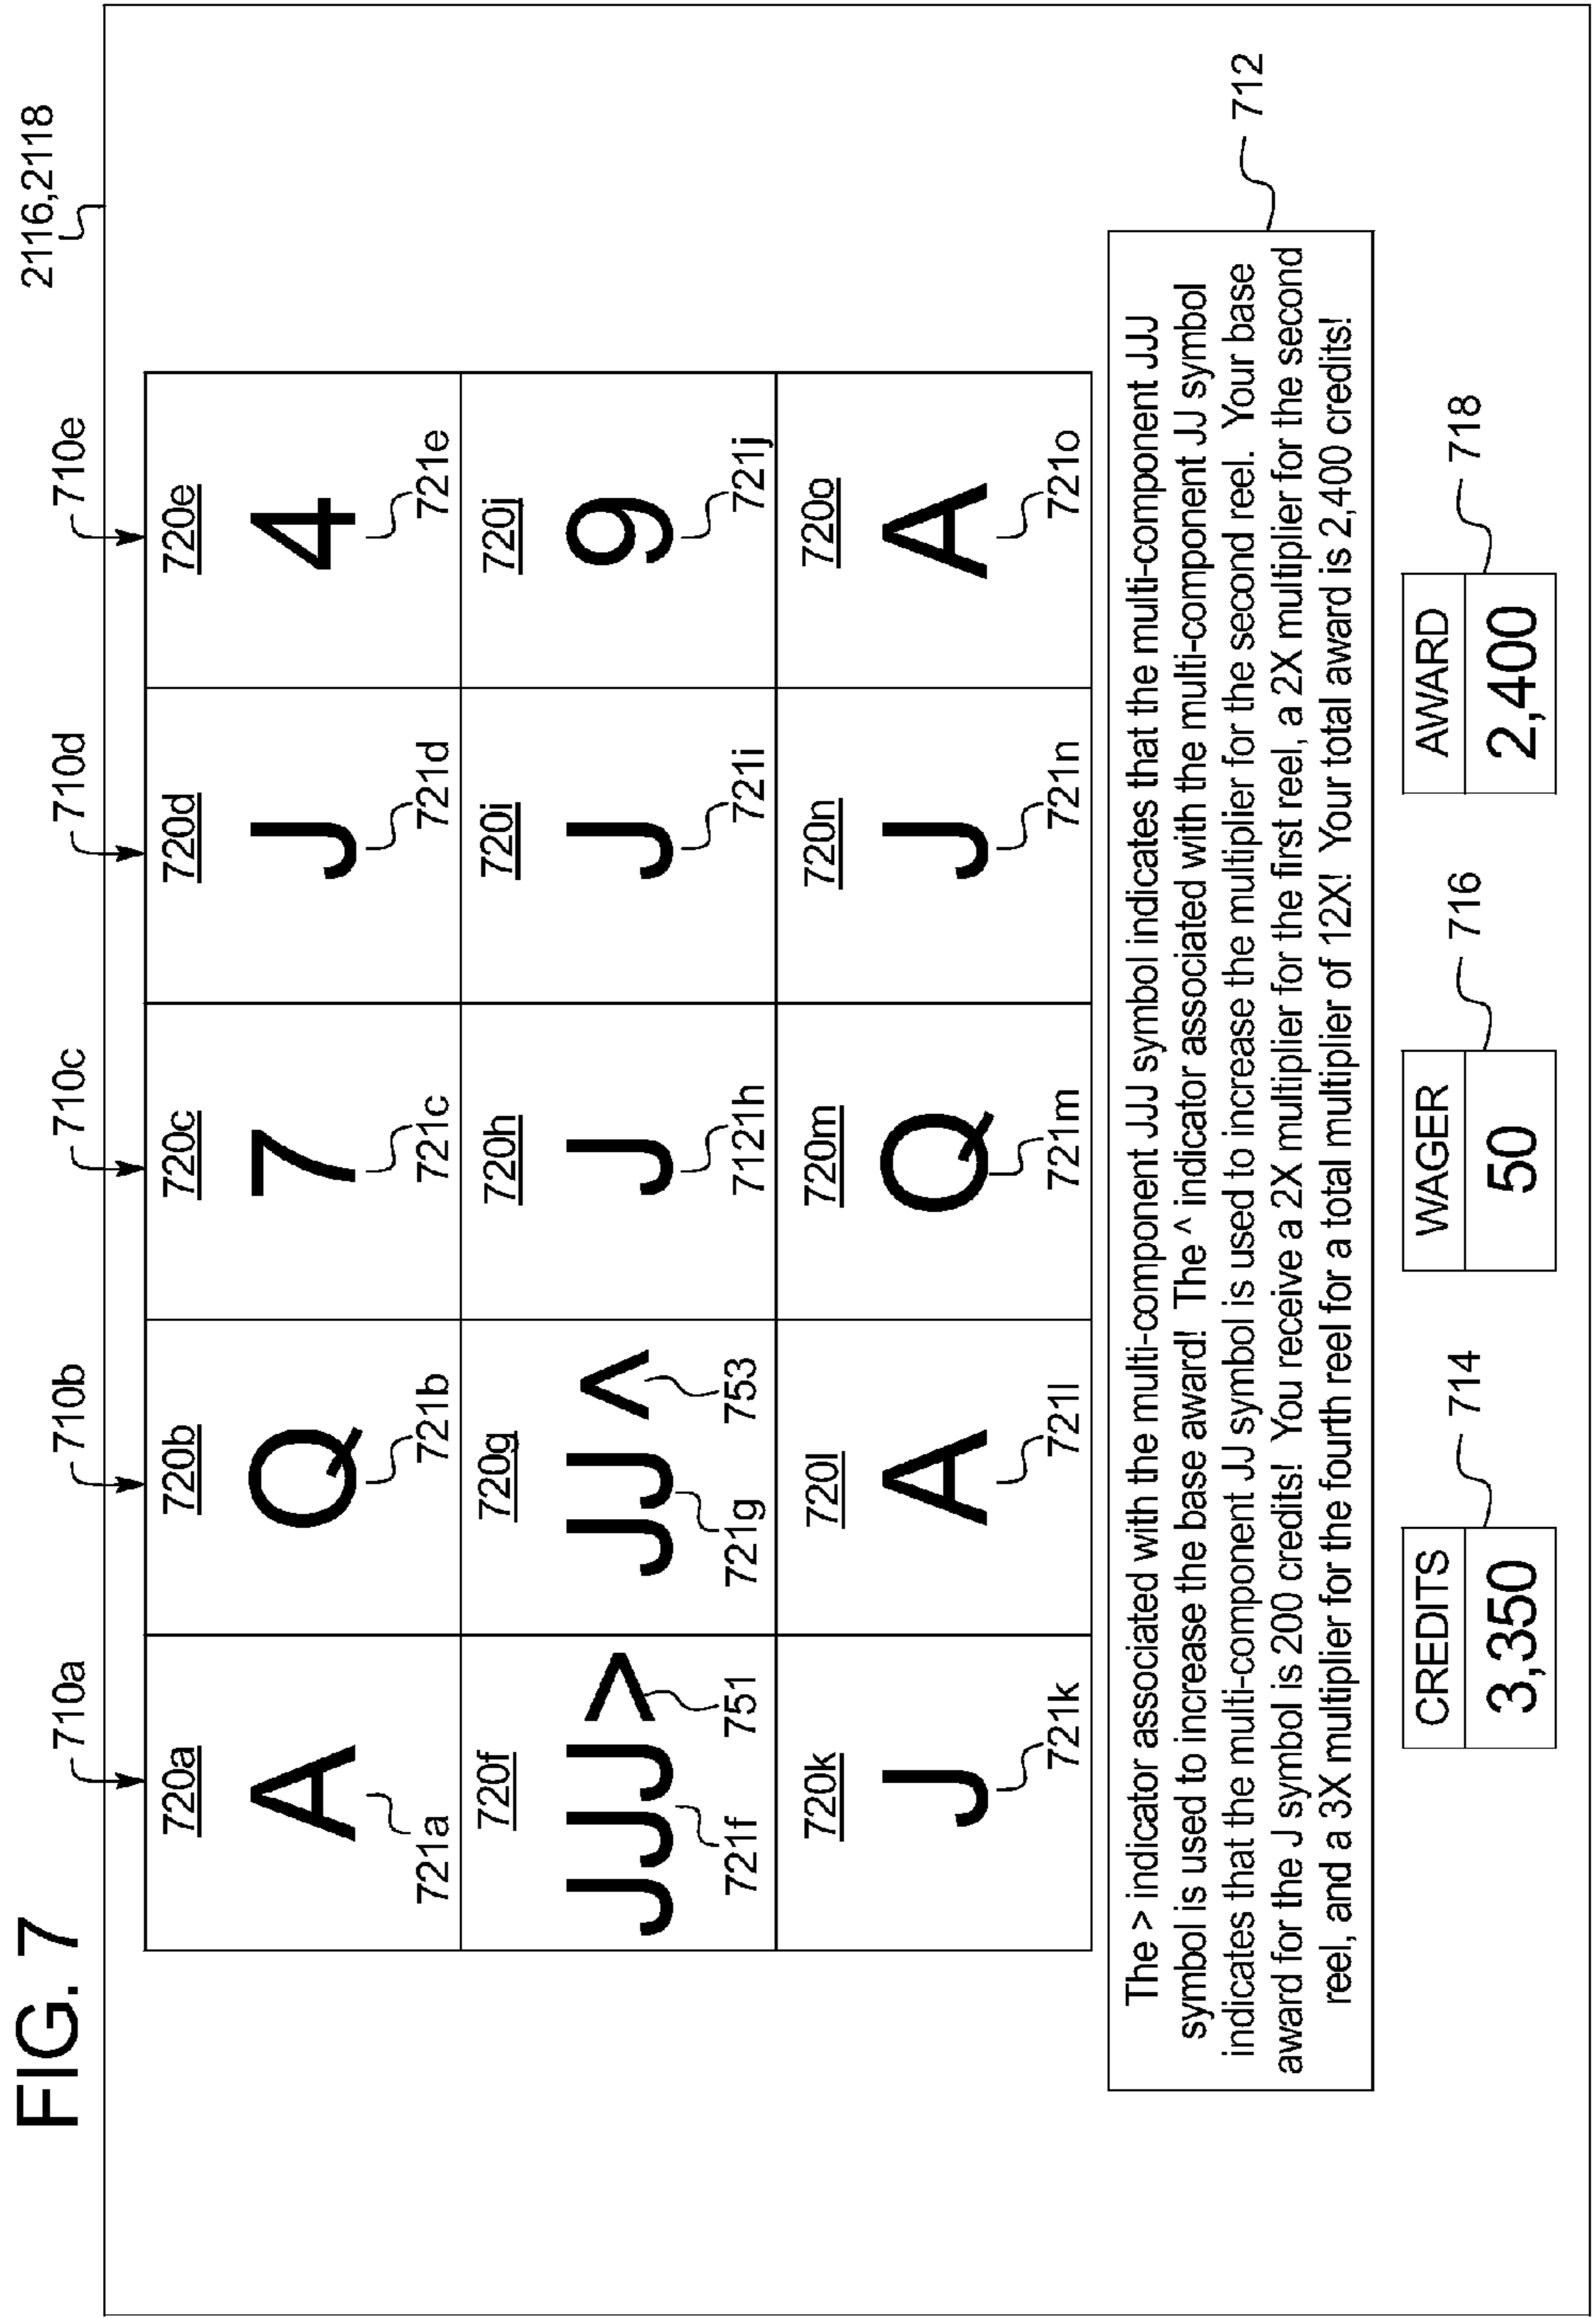 FIG. 7
2116,2118
710a 710b 710c 710d 710e
720a 720b 720c 720d 720e
A Q 7 J 4
721a 721b 721c 721d 721e
720f 720g 720h 720i 720j
JJJ > JJ ^ J J 9
721f 751 721g 753 7121h 721i 721j
720k 720l 720m 720n 720o
J A Q J A
721k 721l 721m 721n 721o
The > indicator associated with the multi-component JJJ symbol indicates that the multi-component JJJ
symbol is used to increase the base award! The ^ indicator associated with the multi-component JJ symbol
indicates that the multi-component JJ symbol is used to increase the multiplier for the second reel. Your base
award for the J symbol is 200 credits! You receive a 2X multiplier for the first reel, a 2X multiplier for the second
reel, and a 3X multiplier for the fourth reel for a total multiplier of 12X! Your total award is 2,400 credits!
712
CREDITS WAGER AWARD
3,350 50 2,400
714 716 718